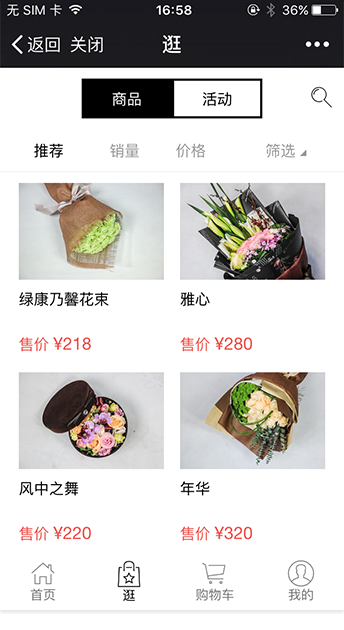 无 SIM 卡 16:58 36%
返回 关闭 逛
商品 活动
推荐 销量 价格 筛选
绿康乃馨花束 雅心
售价 ¥218 售价 ¥280
风中之舞 年华
售价 ¥220 售价 ¥320
首页 逛 购物车 我的